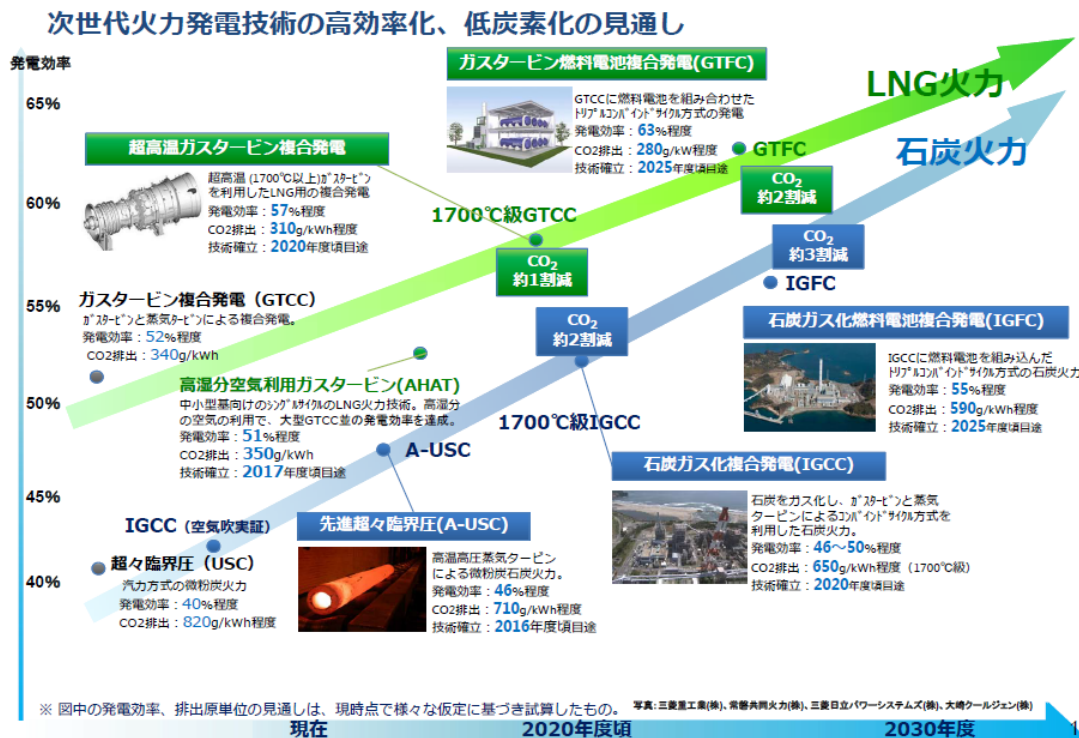 次世代火力発電技術の高効率化、低炭素化の見通し
発電効率
65%
60%
55%
50%
45%
40%
ガスタービン燃料電池複合発電(GTFC)
GTCCに燃料電池を組み合わせた
ﾄﾘﾌﾟﾙｺﾝﾊﾞｲﾝﾄﾞｻｲｸﾙ方式の発電
発電効率：63%程度
CO2排出：280g/kW程度
技術確立：2025年度頃目途
LNG火力
石炭火力
GTFC
CO2
約2割減
超高温ガスタービン複合発電
超高温(1700℃以上)ｶﾞｽﾀｰﾋﾞﾝ
を利用したLNG用の複合発電
発電効率：57%程度
CO2排出：310g/kWh程度
技術確立：2020年度頃目途
1700℃級GTCC
CO2
約1割減
CO2
約3割減
IGFC
ガスタービン複合発電（GTCC）
ｶﾞｽﾀｰﾋﾞﾝと蒸気ﾀｰﾋﾞﾝによる複合発電。
発電効率：52%程度
CO2排出：340g/kWh
CO2
約2割減
石炭ガス化燃料電池複合発電(IGFC)
IGCCに燃料電池を組み込んだ
ﾄﾘﾌﾟﾙｺﾝﾊﾞｲﾝﾄﾞｻｲｸﾙ方式の石炭火力
発電効率：55%程度
CO2排出：590g/kWh程度
技術確立：2025年度頃目途
高湿分空気利用ガスタービン(AHAT)
中小型基向けのｼﾝｸﾞﾙｻｲｸﾙのLNG火力技術。高湿分
の空気の利用で、大型GTCC並の発電効率を達成。
発電効率：51%程度
CO2排出：350g/kWh
技術確立：2017年度頃目途
1700℃級IGCC
A-USC
石炭ガス化複合発電(IGCC)
石炭をガス化し、ｶﾞｽﾀｰﾋﾞﾝと蒸気
タービンによるｺﾝﾊﾞｲﾝﾄﾞｻｲｸﾙ方式を
利用した石炭火力。
発電効率：46～50%程度
CO2排出：650g/kWh程度（1700℃級）
技術確立：2020年度頃目途
IGCC（空気吹実証）
超々臨界圧（USC）
汽力方式の微粉炭火力
発電効率：40%程度
CO2排出：820g/kWh程度
先進超々臨界圧(A-USC)
高温高圧蒸気タービン
による微粉炭石炭火力。
発電効率：46%程度
CO2排出：710g/kWh程度
技術確立：2016年度頃目途
※ 図中の発電効率、排出原単位の見通しは、現時点で様々な仮定に基づき試算したもの。
写真：三菱重工業(株)、常磐共同火力(株)、三菱日立パワーシステムズ(株)、大崎クールジェン(株)
現在
2020年度頃
2030年度